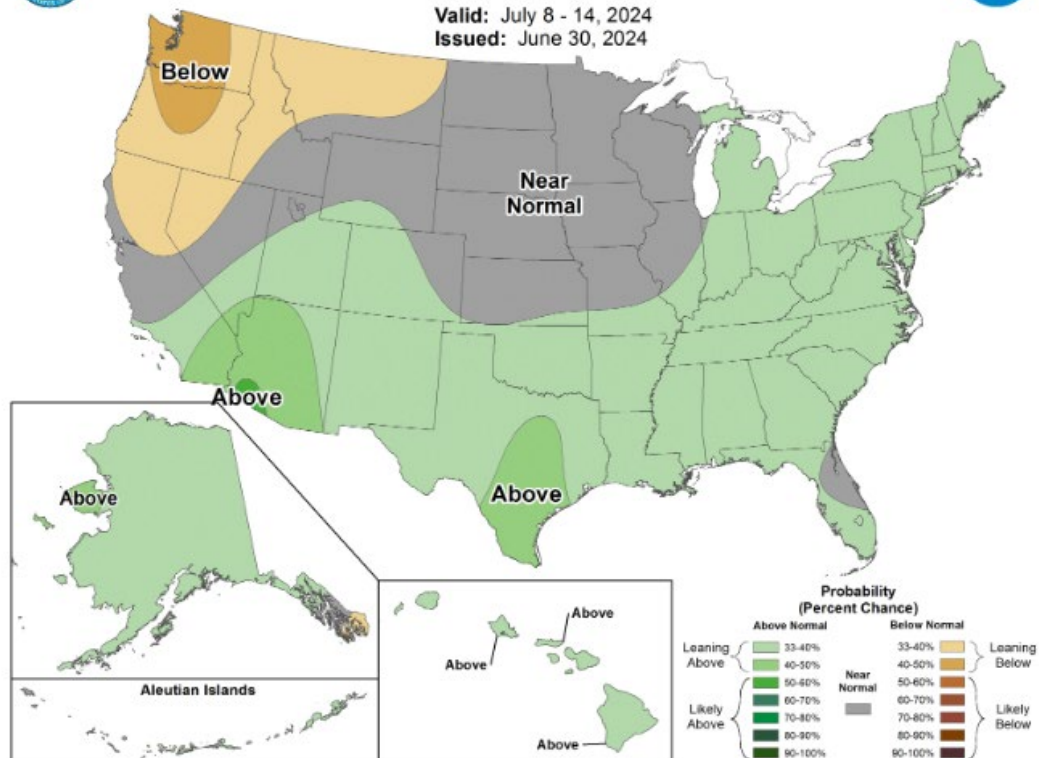 Valid: July 8 - 14, 2024
Issued: June 30, 2024
Below
Near
Normal
Above
Above
Above
Aleutian Islands
Above
Above
Above
Probability
(Percent Chance)
Above Normal
Below Normal
Leaning
Above
33-40%
40-50%
Likely
Above
50-60%
60-70%
70-80%
80-90%
90-100%
Near
Normal
33-40%
40-50%
Leaning
Below
50-60%
60-70%
70-80%
80-90%
90-100%
Likely
Below